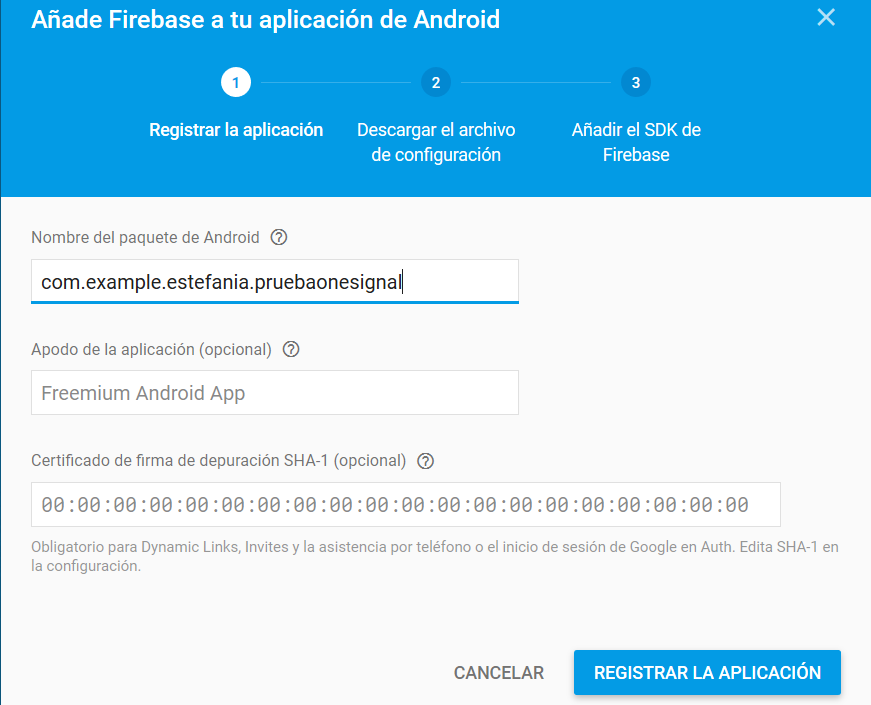 Añade Firebase a tu aplicación de Android
1
2
3
Registrar la aplicación
Descargar el archivo
de configuración
Añadir el SDK de
Firebase
Nombre del paquete de Android
com.example.estefania.pruebaonesignal
Apodo de la aplicación (opcional)
Freemium Android App
Certificado de firma de depuración SHA-1 (opcional)
00:00:00:00:00:00:00:00:00:00:00:00:00:00:00:00:00:00:00:00
Obligatorio para Dynamic Links, Invites y la asistencia por teléfono o el inicio de sesión de Google en Auth. Edita SHA-1 en
la configuración.
CANCELAR
REGISTRAR LA APLICACIÓN